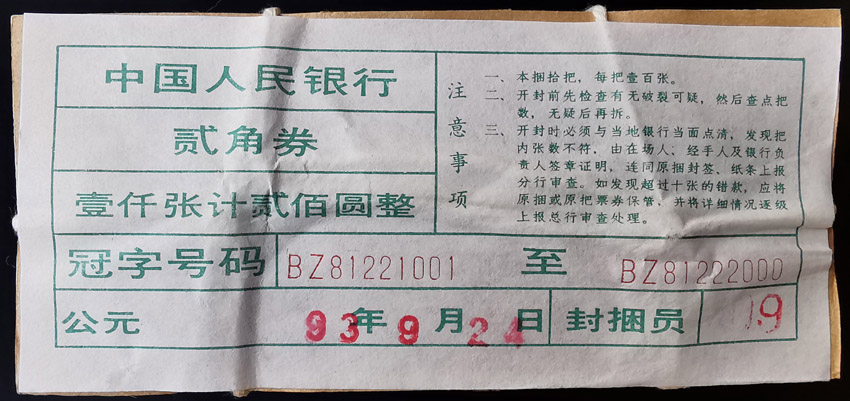 中国人民银行
贰角券
壹仟张计贰佰圆整
注意事项
一、本捆拾把，每把壹百张。
二、开封前先检查有无破裂可疑，然后查点把
数，无疑后再拆。
三、开封时必须与当地银行当面点清，发现把
内张数不符，由在场人、经手人及银行负
责人签章证明，连同原捆封签、纸条上报
分行审查。如发现超过十张的错款，应将
原捆或原把票券保管，并将详细情况逐级
上报总行审查处理。
冠字号码 BZ81221001 至 BZ81222000
公元 93年9月24日 封捆员 19